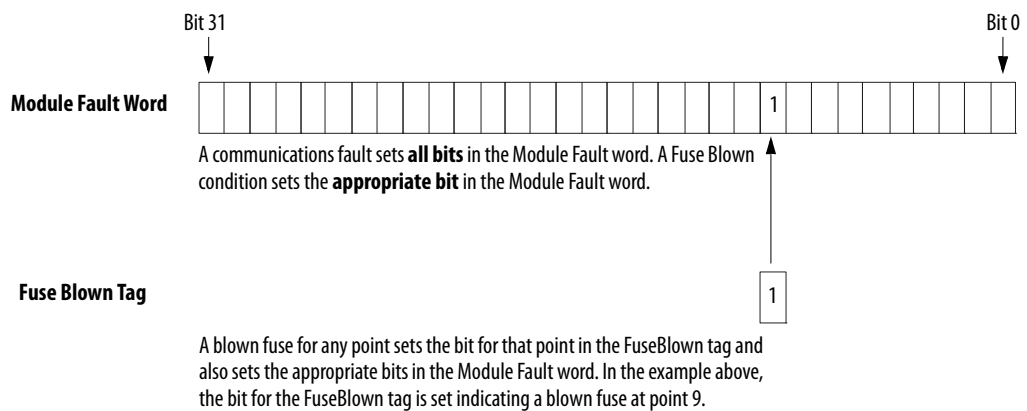 Bit 31
Bit 0
Module Fault Word
1
A communications fault sets all bits in the Module Fault word. A Fuse Blown
condition sets the appropriate bit in the Module Fault word.
Fuse Blown Tag
1
A blown fuse for any point sets the bit for that point in the FuseBlown tag and
also sets the appropriate bits in the Module Fault word. In the example above,
the bit for the FuseBlown tag is set indicating a blown fuse at point 9.